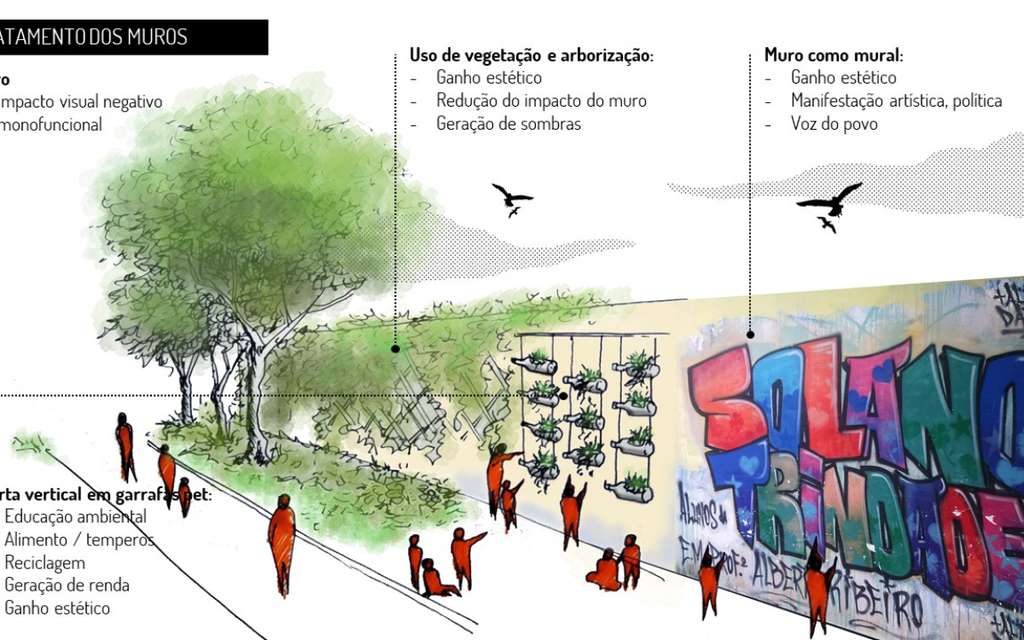 ATAMENTO DOS MUROS
ro
mpacto visual negativo
monofuncional
Uso de vegetação e arborização:
- Ganho estético
- Redução do impacto do muro
- Geração de sombras
Muro como mural:
- Ganho estético
- Manifestação artística, política
- Voz do povo
SOLANO
TRINDADE
ALUNOS
E.M. PROF.ª ALBERT RIBEIRO
rta vertical em garrafas pet:
Educação ambiental
Alimento / temperos
Reciclagem
Geração de renda
Ganho estético